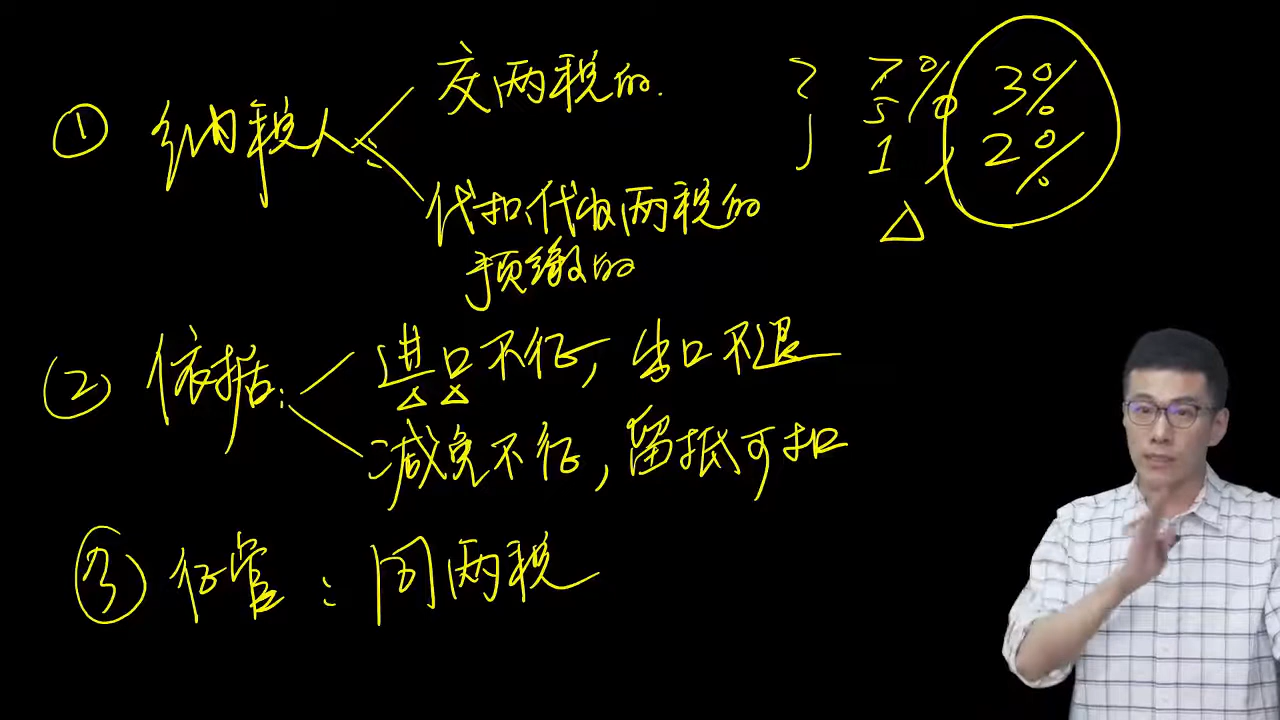 交两税的.
① 纳税人
代扣、代收两税的
预缴的
7% 3%
5%
1 2%
② 依据: 进口不征, 出口不退
减免不征, 留抵可扣
③ 征管: 同两税